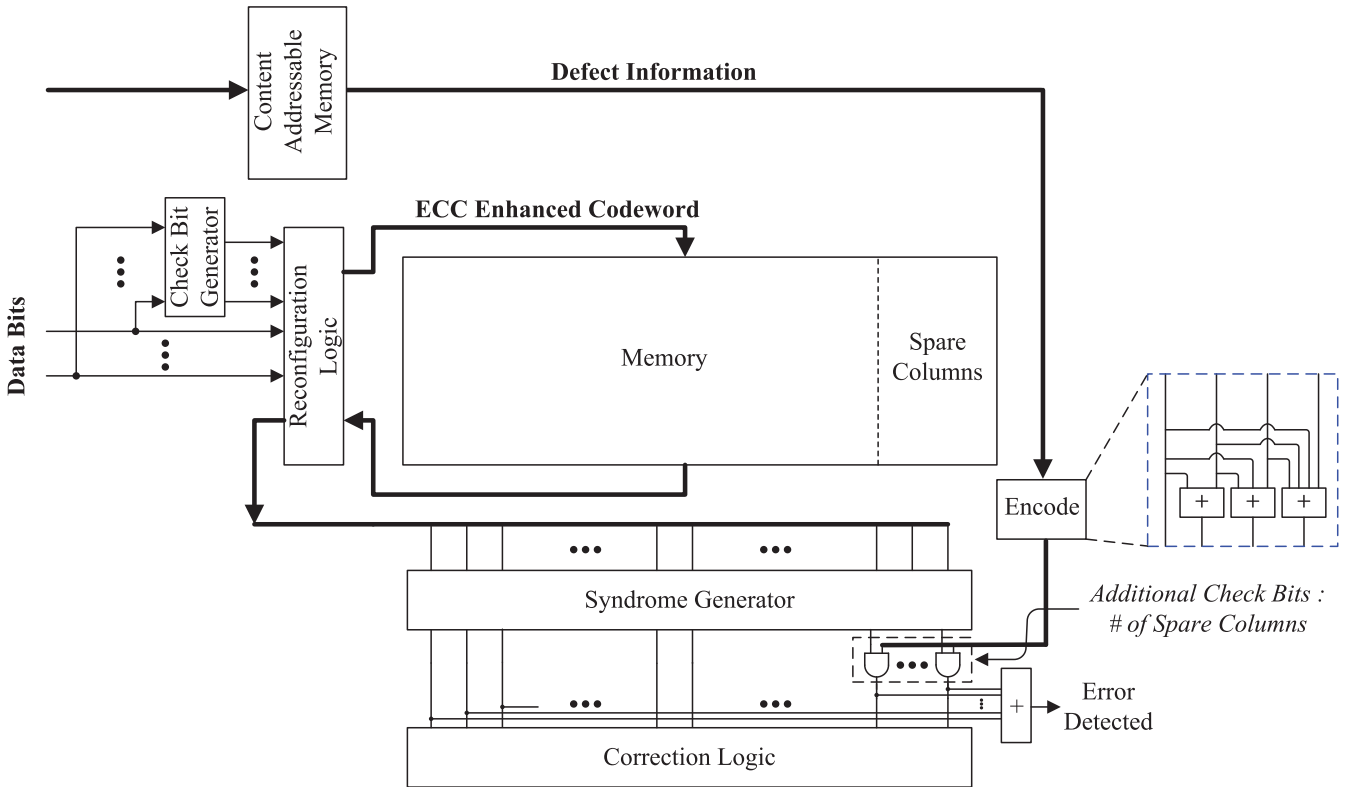 Content
Addressable
Memory
Defect Information
ECC Enhanced Codeword
Check Bit
Generator
Data Bits
Reconfiguration
Logic
Memory
Spare
Columns
Encode
+ + +
Syndrome Generator
Additional Check Bits :
# of Spare Columns
+
Error
Detected
Correction Logic